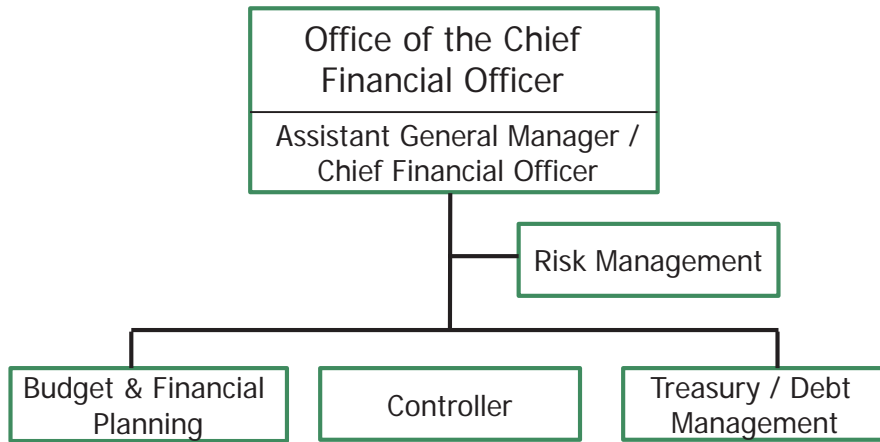 Office of the Chief
Financial Officer
Assistant General Manager /
Chief Financial Officer
Risk Management
Budget & Financial
Planning
Controller
Treasury / Debt
Management